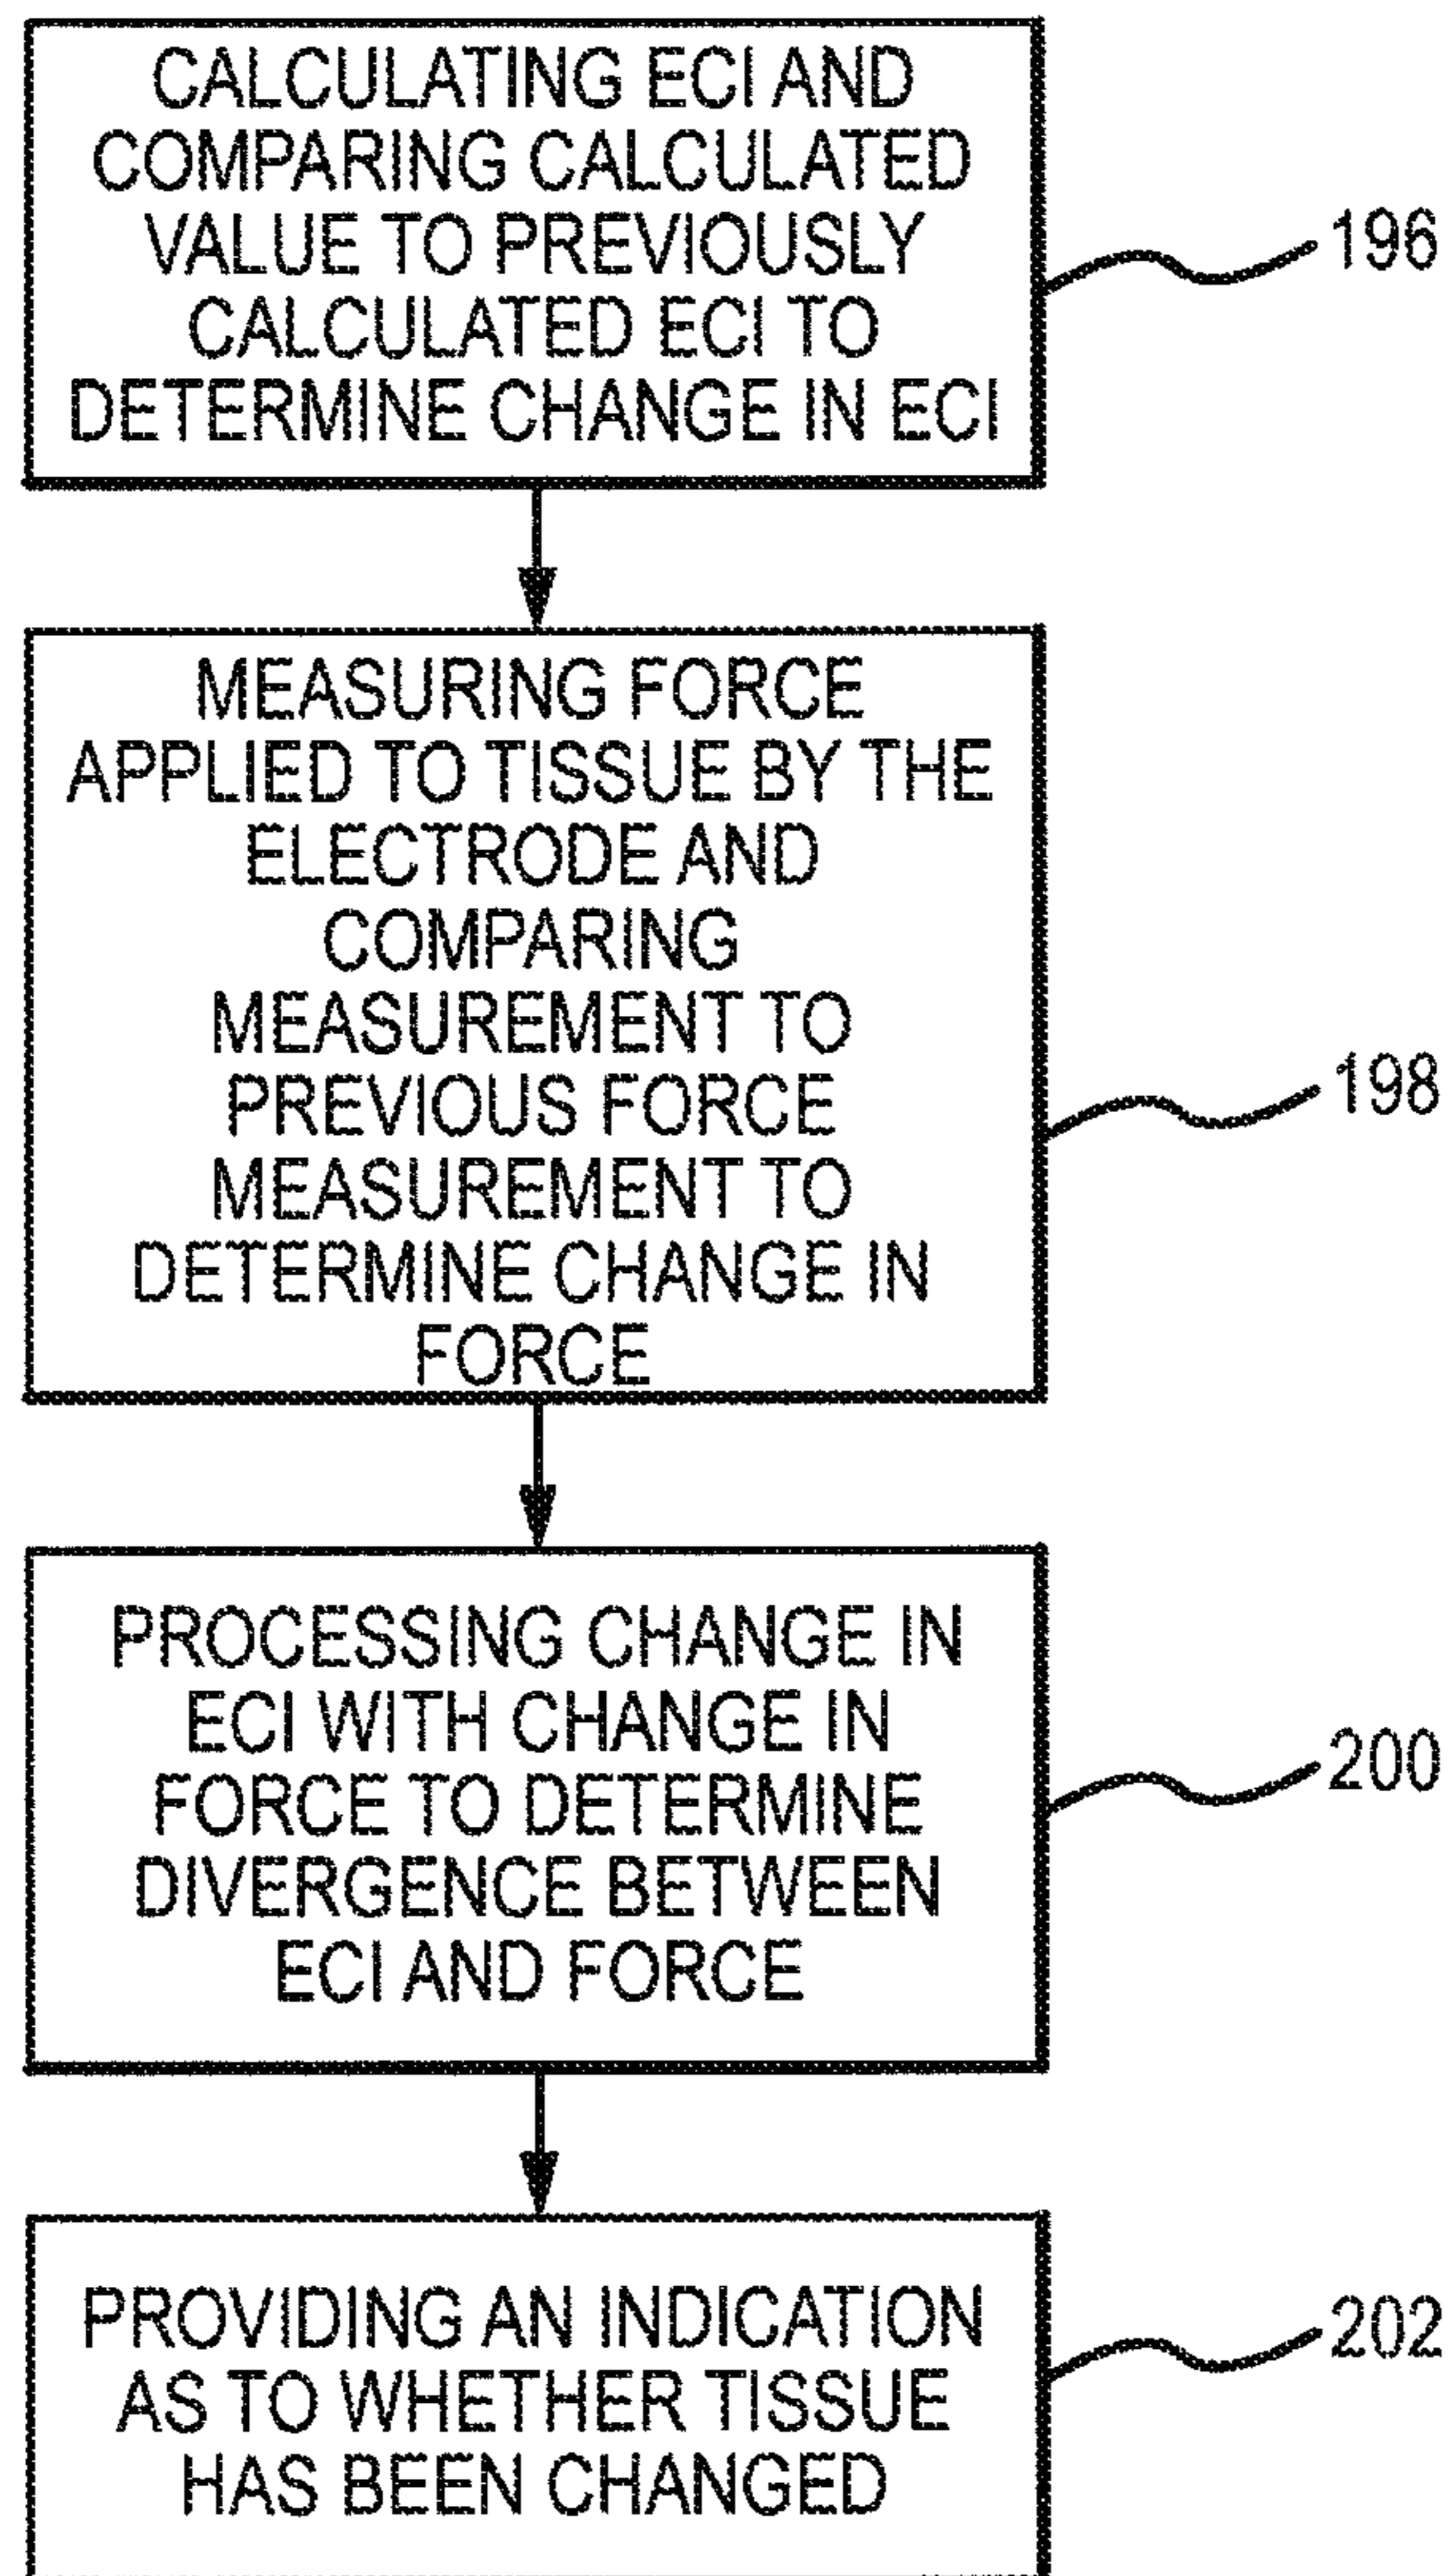 CALCULATING ECI AND
COMPARING CALCULATED
VALUE TO PREVIOUSLY
CALCULATED ECI TO
DETERMINE CHANGE IN ECI
196
MEASURING FORCE
APPLIED TO TISSUE BY THE
ELECTRODE AND
COMPARING
MEASUREMENT TO
PREVIOUS FORCE
MEASUREMENT TO
DETERMINE CHANGE IN
FORCE
198
PROCESSING CHANGE IN
ECI WITH CHANGE IN
FORCE TO DETERMINE
DIVERGENCE BETWEEN
ECI AND FORCE
200
PROVIDING AN INDICATION
AS TO WHETHER TISSUE
HAS BEEN CHANGED
202